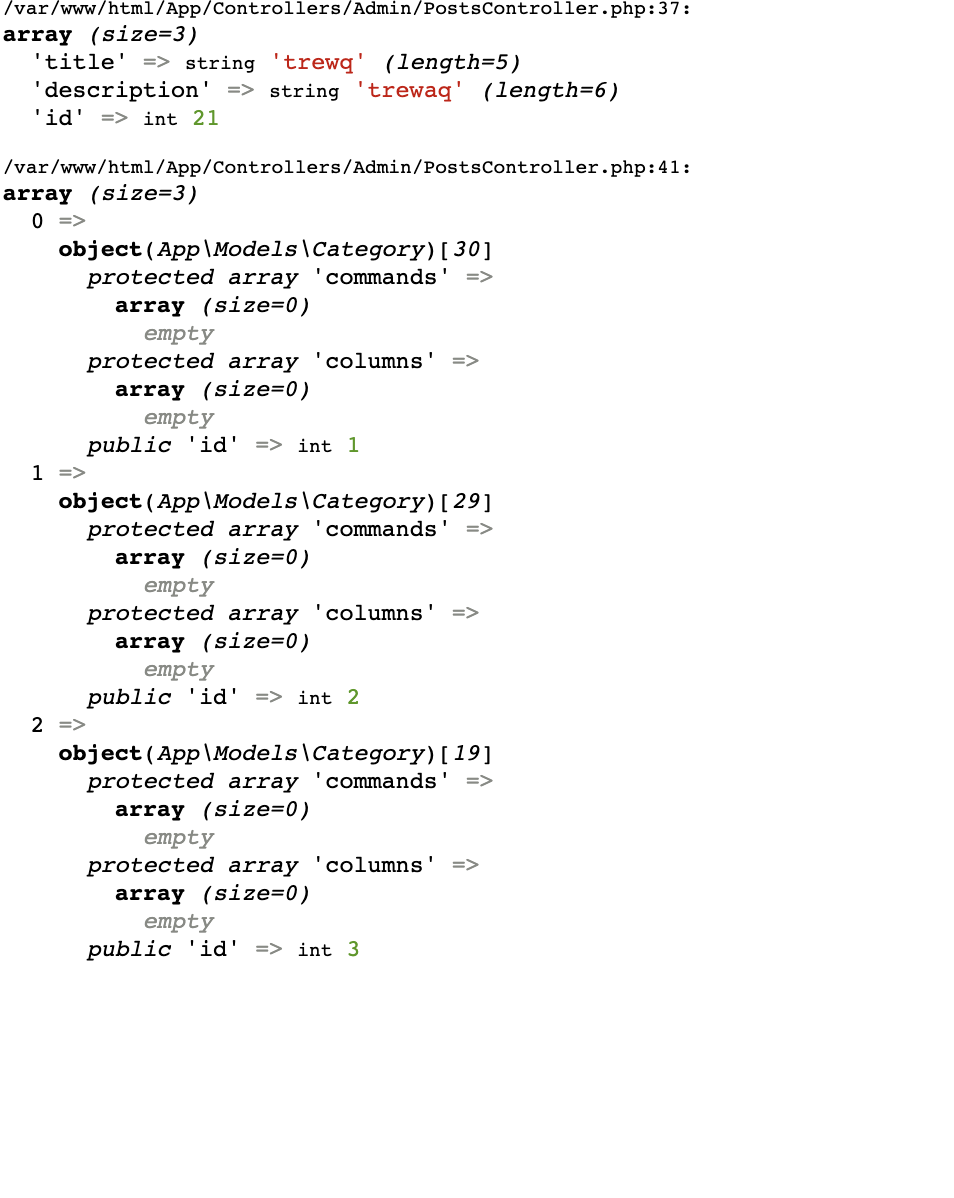 /var/www/html/App/Controllers/Admin/PostsController.php:37:
array (size=3)
'title' => string 'trewq' (length=5)
'description' => string 'trewaq' (length=6)
'id' => int 21
/var/www/html/App/Controllers/Admin/PostsController.php:41:
array (size=3)
0 =>
object(App\Models\Category)[30]
protected array 'commands' =>
array (size=0)
empty
protected array 'columns' =>
array (size=0)
empty
public 'id' => int 1
1 =>
object(App\Models\Category)[29]
protected array 'commands' =>
array (size=0)
empty
protected array 'columns' =>
array (size=0)
empty
public 'id' => int 2
2 =>
object(App\Models\Category)[19]
protected array 'commands' =>
array (size=0)
empty
protected array 'columns' =>
array (size=0)
empty
public 'id' => int 3